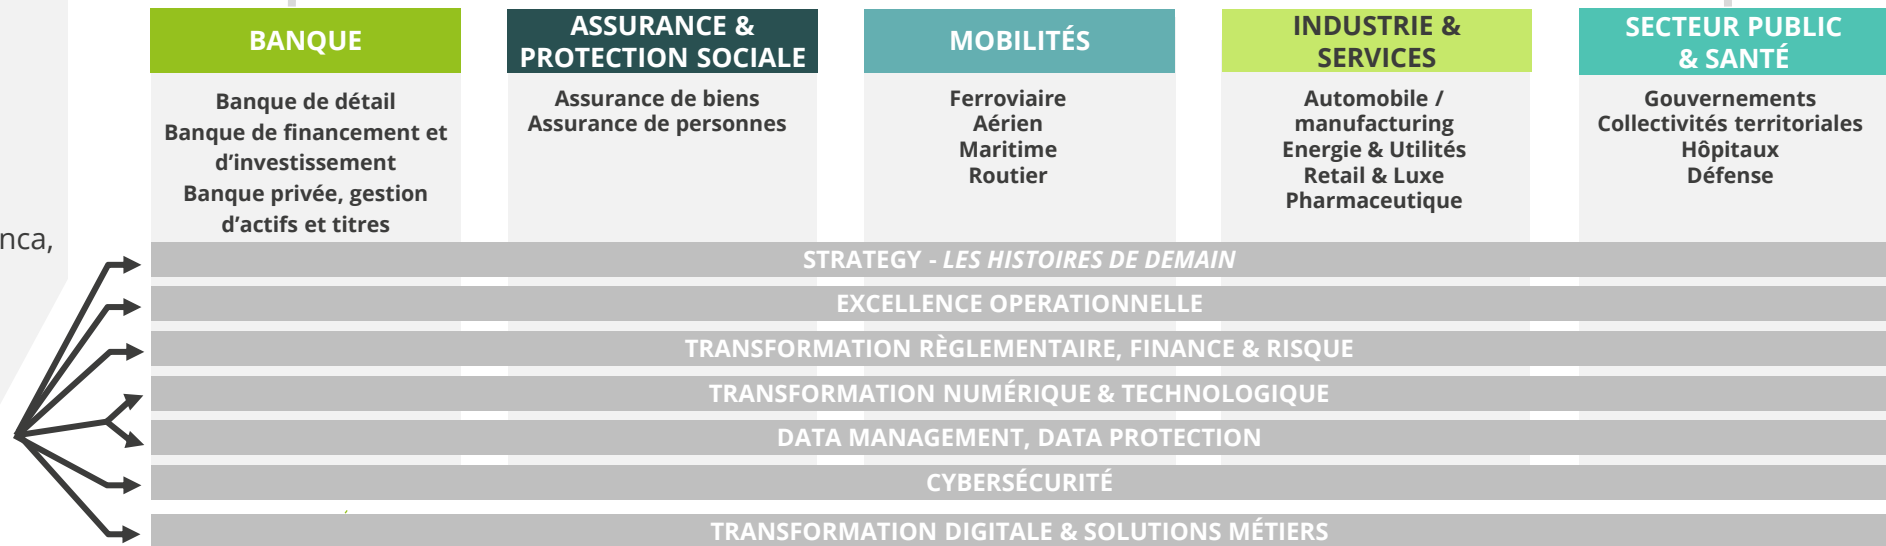 BANQUE
Banque de détail
Banque de financement et
d’investissement
Banque privée, gestion
d’actifs et titres
ASSURANCE &
PROTECTION SOCIALE
Assurance de biens
Assurance de personnes
MOBILITÉS
Ferroviaire
Aérien
Maritime
Routier
INDUSTRIE &
SERVICES
Automobile /
manufacturing
Energie & Utilités
Retail & Luxe
Pharmaceutique
SECTEUR PUBLIC
& SANTÉ
Gouvernements
Collectivités territoriales
Hôpitaux
Défense
nca,
STRATEGY - LES HISTOIRES DE DEMAIN
EXCELLENCE OPERATIONNELLE
TRANSFORMATION RÈGLEMENTAIRE, FINANCE & RISQUE
TRANSFORMATION NUMÉRIQUE & TECHNOLOGIQUE
DATA MANAGEMENT, DATA PROTECTION
CYBERSÉCURITÉ
TRANSFORMATION DIGITALE & SOLUTIONS MÉTIERS